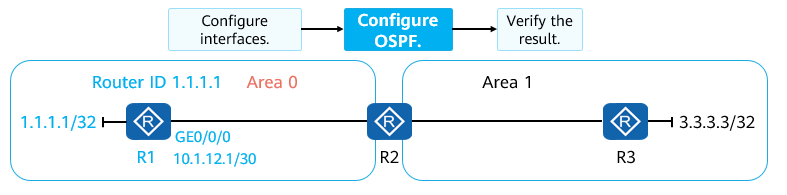 Configure
interfaces.
Configure
OSPF.
Verify the
result.
Router ID 1.1.1.1 Area 0
Area 1
1.1.1.1/32
R
R
R
3.3.3.3/32
GE0/0/0
R1
10.1.12.1/30
R2
R3